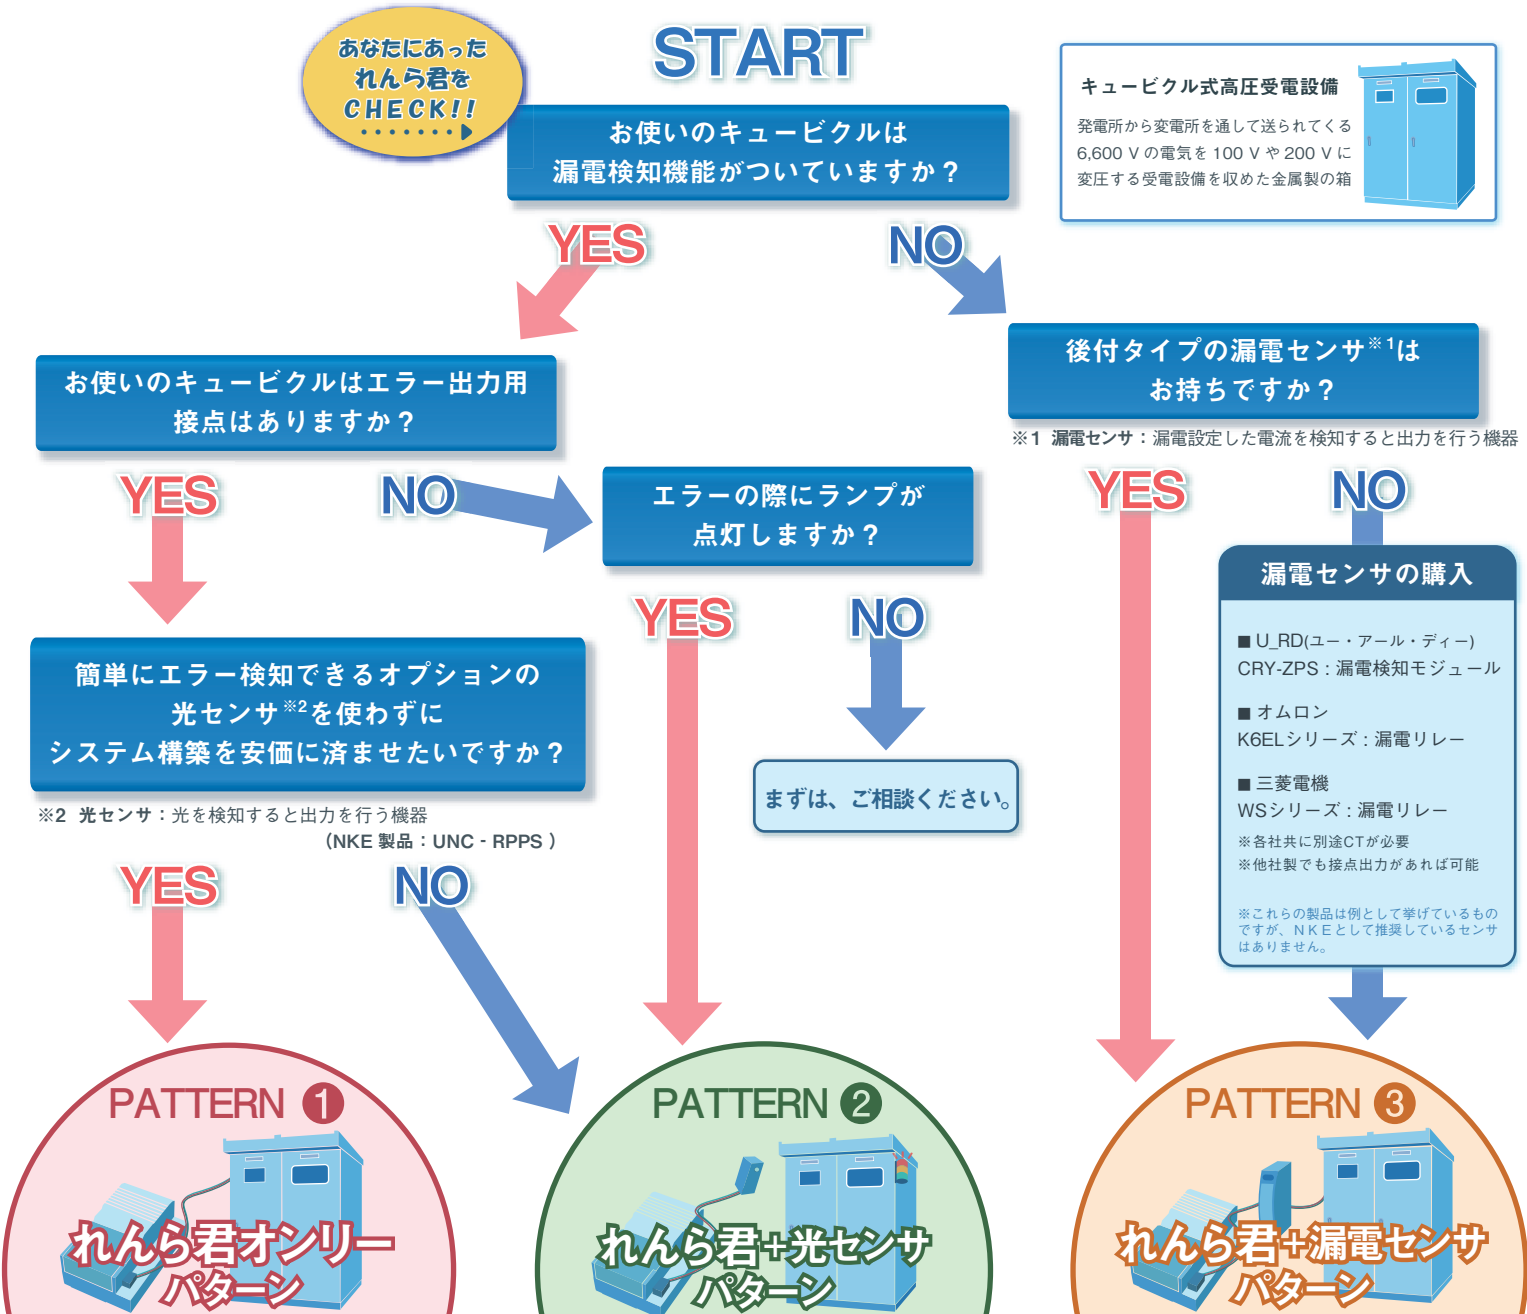 あなたにあった
れんら君を
CHECK!!
START
お使いのキュービクルは
漏電検知機能がついていますか？
キュービクル式高圧受電設備
発電所から変電所を通して送られてくる
6,600 V の電気を 100 V や 200 V に
変圧する受電設備を収めた金属製の箱
YES
NO
お使いのキュービクルはエラー出力用
接点はありますか？
後付タイプの漏電センサ※1は
お持ちですか？
※1 漏電センサ：漏電設定した電流を検知すると出力を行う機器
YES
NO
エラーの際にランプが
点灯しますか？
YES
NO
漏電センサの購入
■ U_RD(ユー・アール・ディー)
CRY-ZPS : 漏電検知モジュール
■ オムロン
K6ELシリーズ : 漏電リレー
■ 三菱電機
WSシリーズ : 漏電リレー
※各社共に別途CTが必要
※他社製でも接点出力があれば可能
※これらの製品は例として挙げているもの
ですが、ＮＫＥとして推奨しているセンサ
はありません。
YES
NO
簡単にエラー検知できるオプションの
光センサ※2を使わずに
システム構築を安価に済ませたいですか？
※2 光センサ：光を検知すると出力を行う機器
（NKE 製品：UNC - RPPS ）
まずは、ご相談ください。
YES
NO
PATTERN ❶
れんら君オンリー
パターン
PATTERN ❷
れんら君+光センサ
パターン
PATTERN ❸
れんら君+漏電センサ
パターン